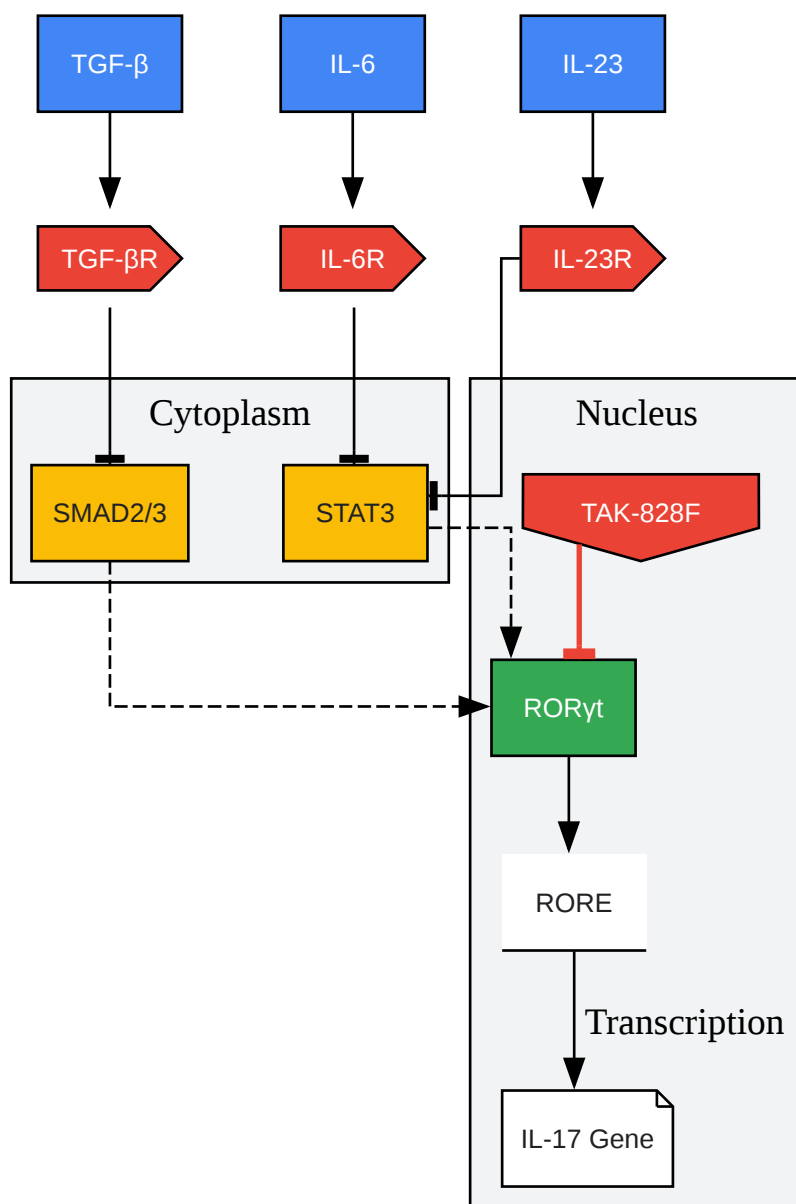 TGF-β
IL-6
IL-23
TGF-βR
IL-6R
IL-23R
Cytoplasm
Nucleus
SMAD2/3
STAT3
TAK-828F
RORγt
RORE
Transcription
IL-17 Gene